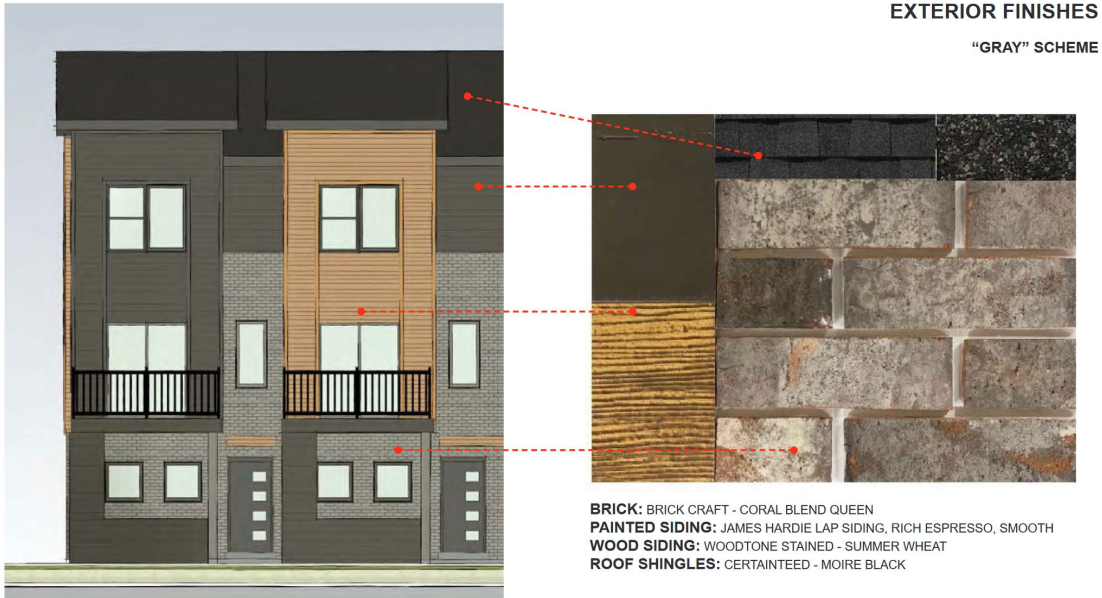 EXTERIOR FINISHES
“GRAY” SCHEME
BRICK: BRICK CRAFT - CORAL BLEND QUEEN
PAINTED SIDING: JAMES HARDIE LAP SIDING, RICH ESPRESSO, SMOOTH
WOOD SIDING: WOODTONE STAINED - SUMMER WHEAT
ROOF SHINGLES: CERTAINTEED - MOIRE BLACK